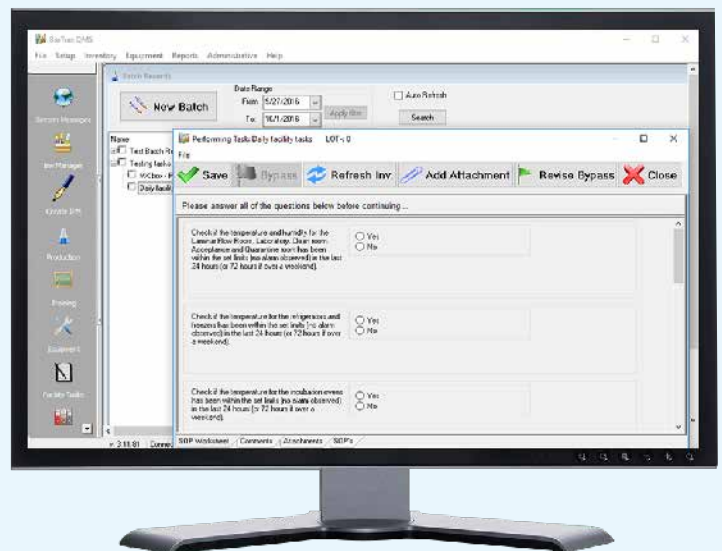 File Setup Inventory Equipment Reports Administrative Help
Batch Records
Date Range
From: 5/27/2016
To: 10/1/2016
Apply filter
Auto Refresh
New Batch
Search
Name
Performing Tasks Daily facility tasks LOT-: 0
File
Save Bypass Refresh Inv. Add Attachment Revise Bypass Close
Please answer all of the questions below before continuing...
Check if the temperature and humidity for the
Laminar Flow Room, Laboratory, Clean room
Acceptance and Quarantine room has been
within the set limits (no alarm observed) in the last
24 hours (or 72 hours if over a weekend).
Yes
No
Check if the temperature for the refrigerators and
freezers has been within the set limits (no alarm
observed) in the last 24 hours (or 72 hours if over
a weekend).
Yes
No
Check if the temperature for the incubation ovens
has been within the set limits (no alarm observed)
in the last 24 hours (or 72 hours if over a
weekend).
Yes
No
SOP Worksheet Comments Attachments SOP's
System Messages
Create DIN
Production
Training
Equipment
Facility Tasks
v. 3.11.81